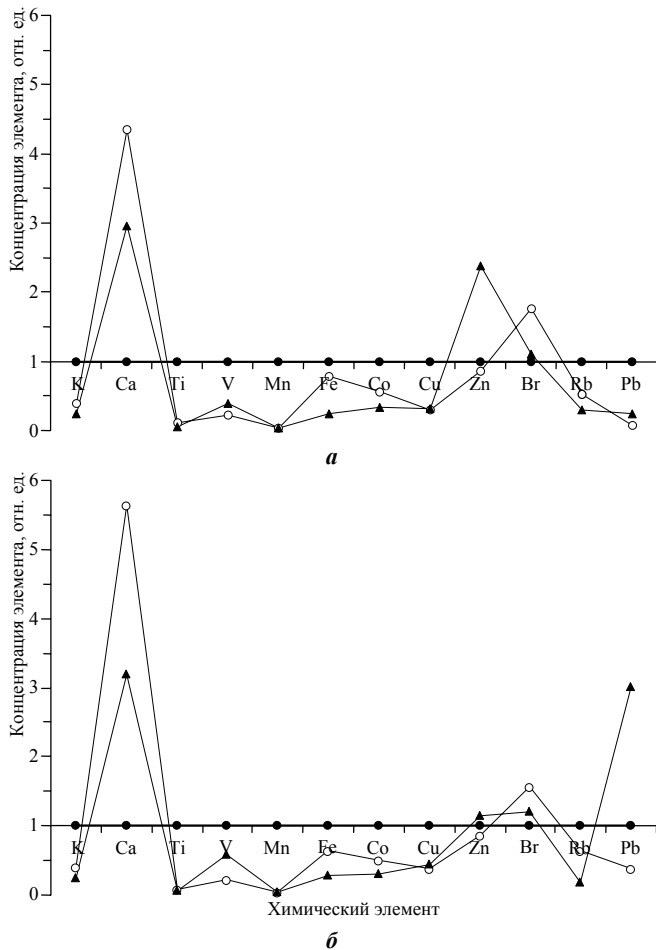 Концентрация элемента, отн. ед.
6
5
4
3
2
1
0
K Ca Ti V Mn Fe Co Cu Zn Br Rb Pb
а
Концентрация элемента, отн. ед.
6
5
4
3
2
1
0
K Ca Ti V Mn Fe Co Cu Zn Br Rb Pb
Химический элемент
б